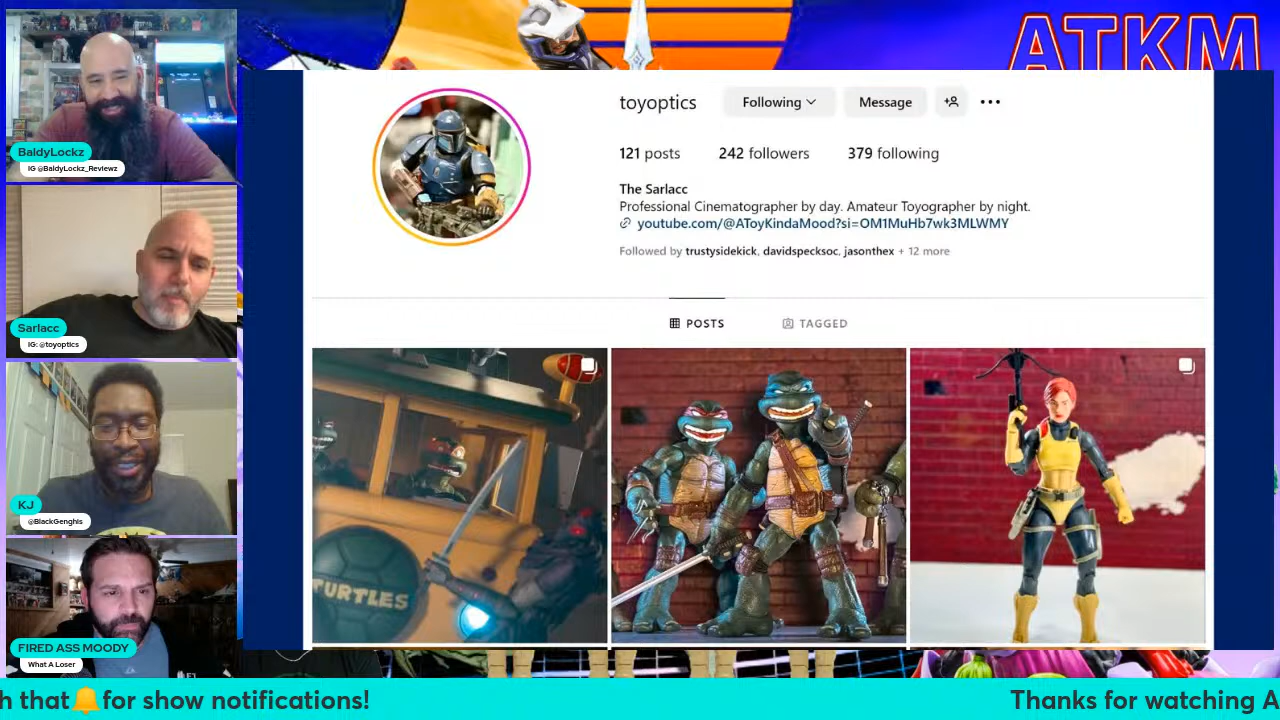 ATKM
BaldyLockz
IG @BaldyLockz_Reviewz
Sarlacc
IG: @toyoptics
KJ
@BlackGenghis
FIRED ASS MOODY
What A Loser
toyoptics
Following
Message
121 posts
242 followers
379 following
The Sarlacc
Professional Cinematographer by day. Amateur Toyographer by night.
youtube.com/@AToyKindaMood?si=OM1MuHb7wk3MLWMY
Followed by trustysidekick, davidspecksoc, jasonthex + 12 more
POSTS
TAGGED
TURTLES
h that🔔for show notifications!
Thanks for watching A